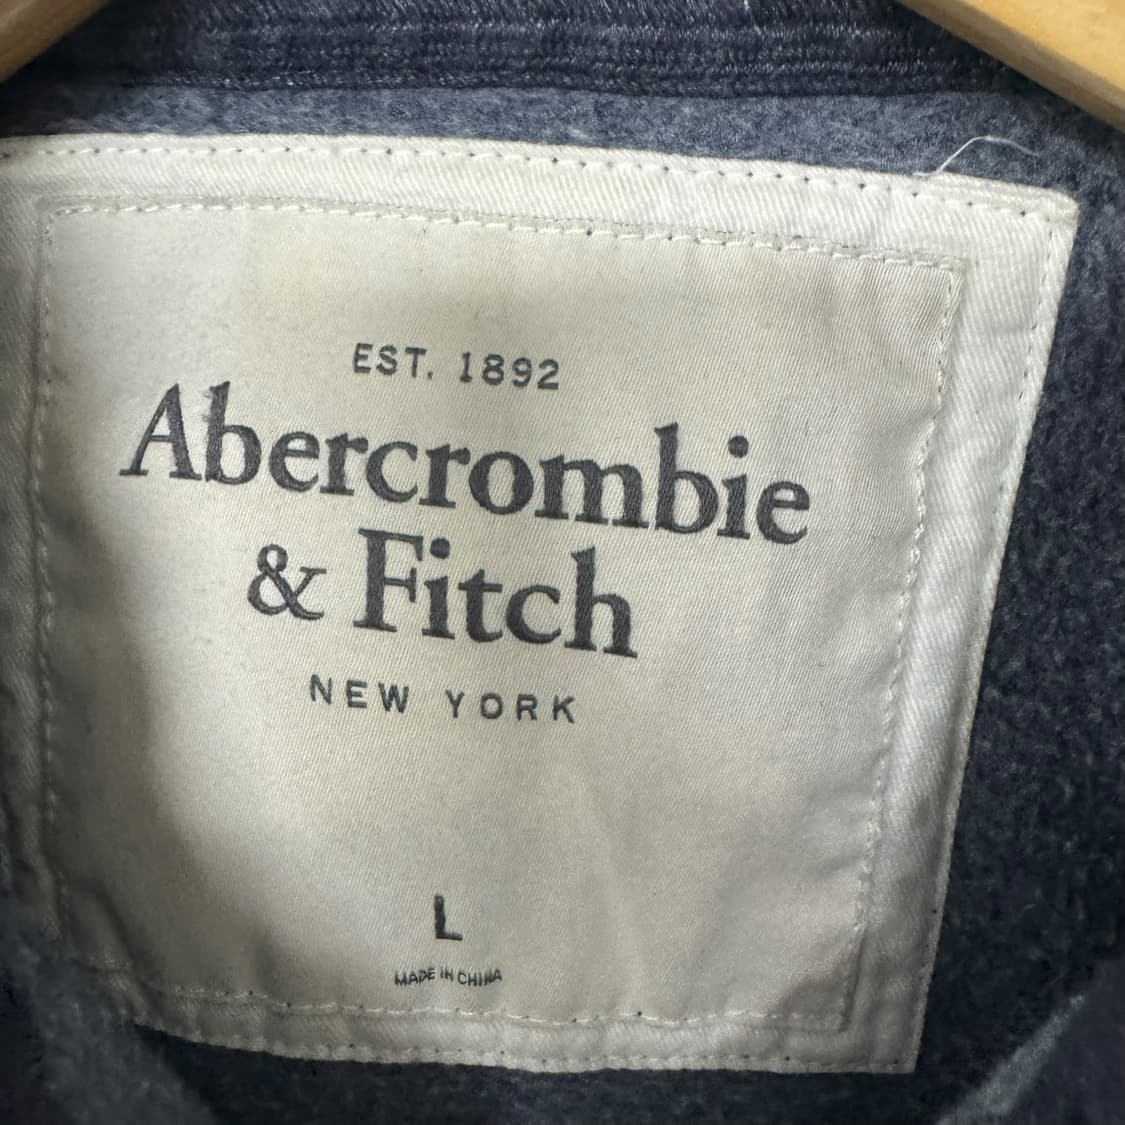 EST. 1892
Abercrombie
& Fitch
NEW YORK
L
MADE IN CHINA